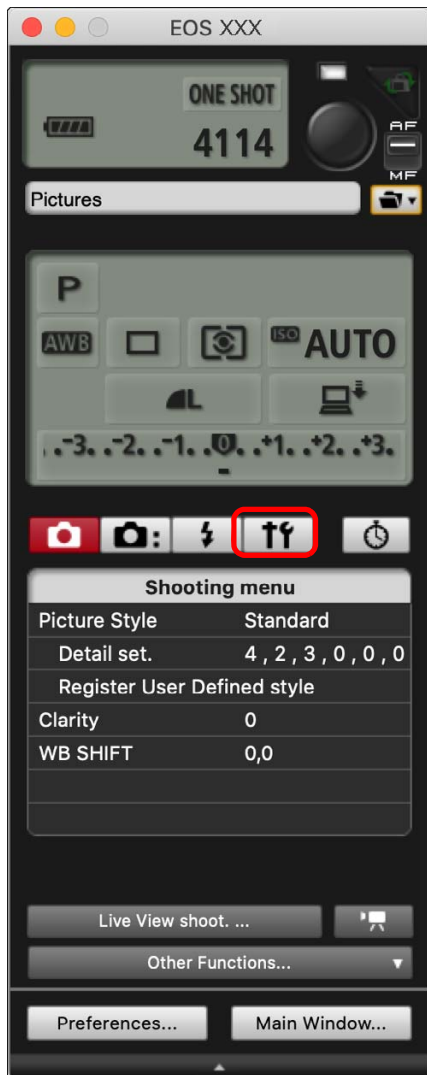 EOS XXX
ONE SHOT
4114
AF
MF
Pictures
P
AWB ISO AUTO
L
.-3. .-2. .-1. .0. .+1. .+2. .+3.
Shooting menu
Picture Style Standard
Detail set. 4 , 2 , 3 , 0 , 0 , 0
Register User Defined style
Clarity 0
WB SHIFT 0,0
Live View shoot. ...
Other Functions...
Preferences... Main Window...